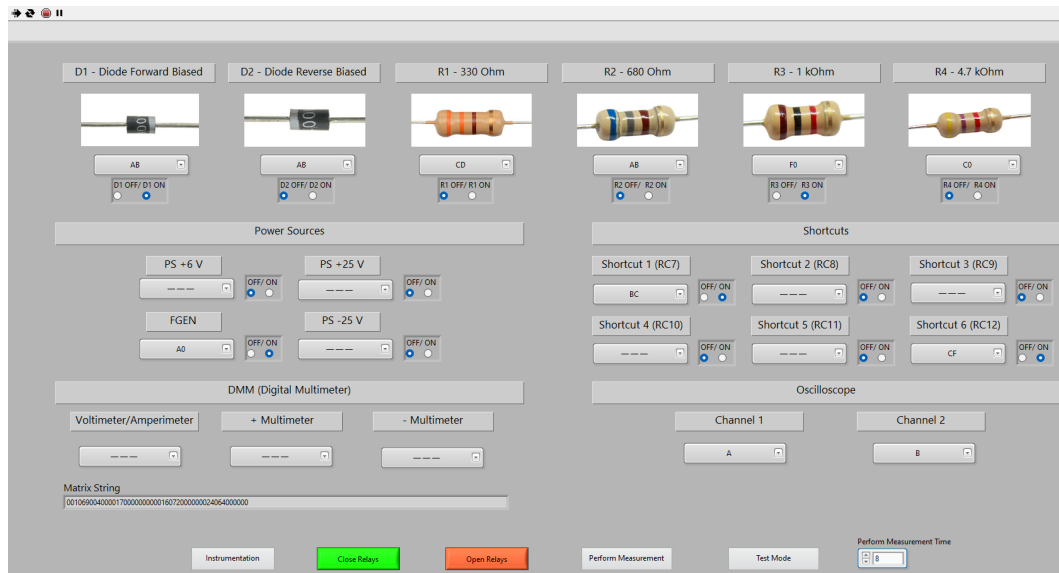 D1 - Diode Forward Biased D2 - Diode Reverse Biased R1 - 330 Ohm R2 - 680 Ohm R3 - 1 kOhm R4 - 4.7 kOhm
AB AB CD AB F0 C0
D1 OFF/ D1 ON D2 OFF/ D2 ON R1 OFF/ R1 ON R2 OFF/ R2 ON R3 OFF/ R3 ON R4 OFF/ R4 ON
Power Sources Shortcuts
PS +6 V PS +25 V Shortcut 1 (RC7) Shortcut 2 (RC8) Shortcut 3 (RC9)
--- OFF/ ON --- OFF/ ON BC OFF/ ON --- OFF/ ON --- OFF/ ON
FGEN PS -25 V Shortcut 4 (RC10) Shortcut 5 (RC11) Shortcut 6 (RC12)
A0 OFF/ ON --- OFF/ ON --- OFF/ ON --- OFF/ ON CF OFF/ ON
DMM (Digital Multimeter) Oscilloscope
Voltimeter/Amperimeter + Multimeter - Multimeter Channel 1 Channel 2
--- --- --- A B
Matrix String
Perform Measurement Time
Instrumentation Close Relays Open Relays Perform Measurement Test Mode 8